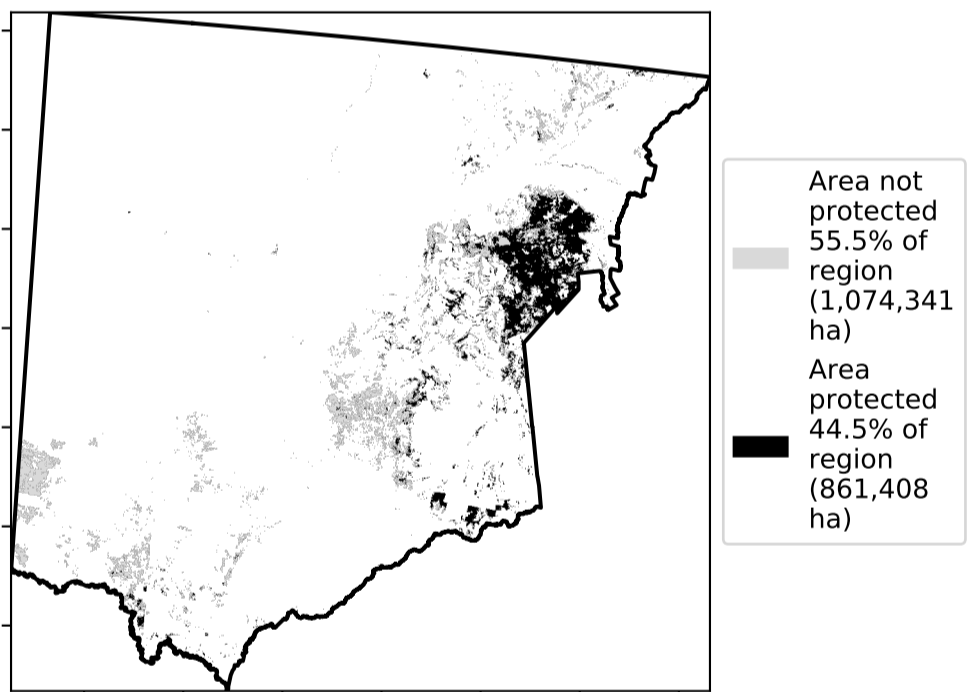 Area not
protected
55.5% of
region
(1,074,341
ha)
Area
protected
44.5% of
region
(861,408
ha)